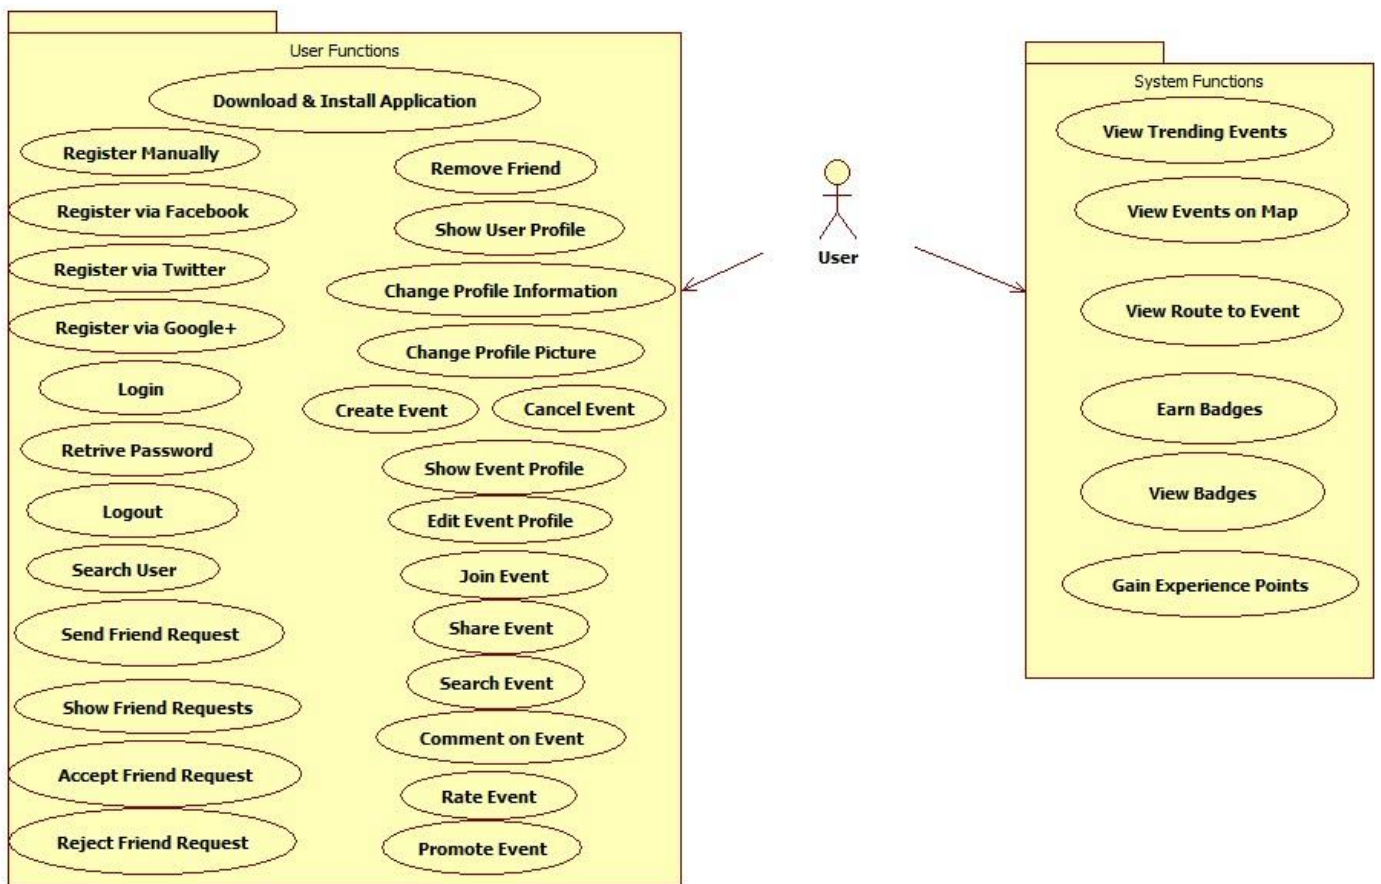 User Functions
Download & Install Application
Register Manually
Register via Facebook
Register via Twitter
Register via Google+
Login
Retrive Password
Logout
Search User
Send Friend Request
Show Friend Requests
Accept Friend Request
Reject Friend Request
Remove Friend
Show User Profile
Change Profile Information
Change Profile Picture
Create Event
Cancel Event
Show Event Profile
Edit Event Profile
Join Event
Share Event
Search Event
Comment on Event
Rate Event
Promote Event
User
System Functions
View Trending Events
View Events on Map
View Route to Event
Earn Badges
View Badges
Gain Experience Points